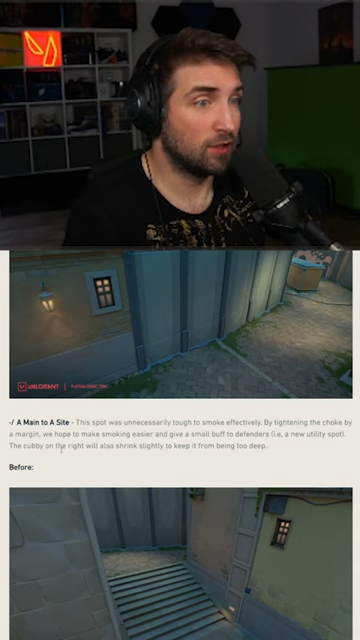 VALORANT
PLAYVALORANT.COM
-/ A Main to A Site - This spot was unnecessarily tough to smoke effectively. By tightening the choke by
a margin, we hope to make smoking easier and give a small buff to defenders (i.e, a new utility spot).
The cubby on the right will also shrink slightly to keep it from being too deep.
Before: